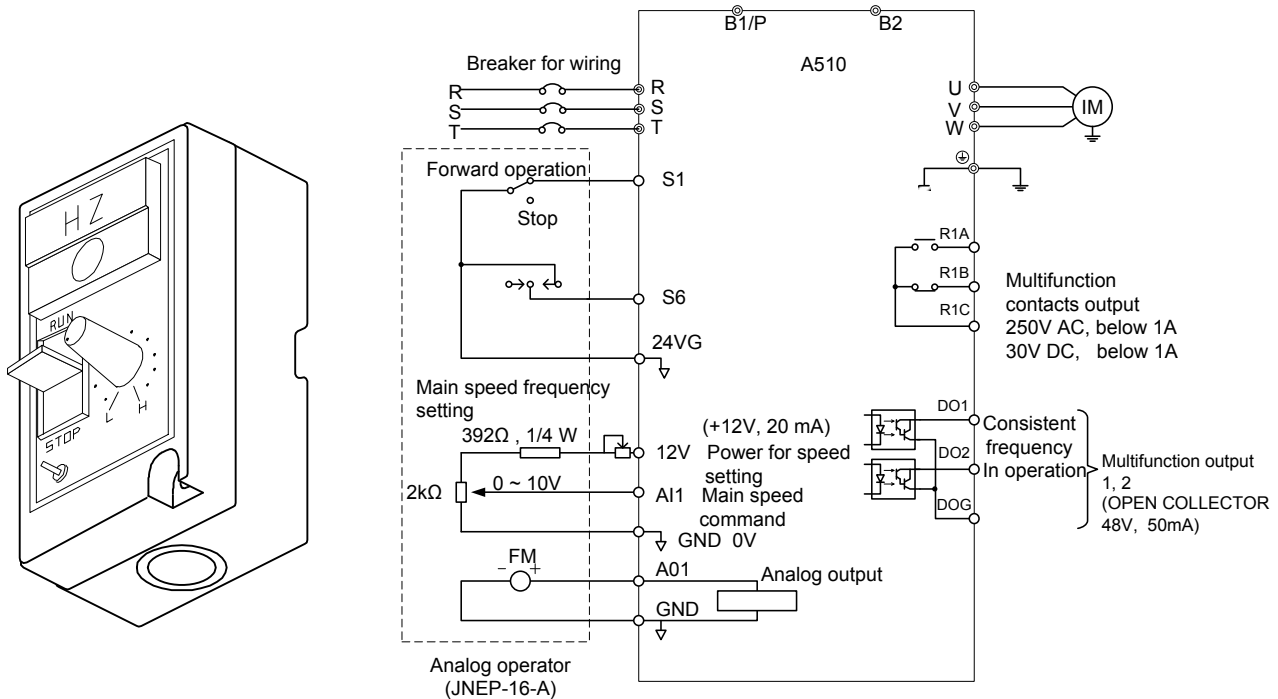 HZ
RUN
L
H
STOP
B1/P
B2
A510
Breaker for wiring
R
S
T
R
S
T
U
V
W
IM
Forward operation
S1
Stop
S6
24VG
R1A
R1B
R1C
Multifunction
contacts output
250V AC, below 1A
30V DC, below 1A
Main speed frequency
setting
392Ω , 1/4 W
2kΩ
0 ~ 10V
12V
(+12V, 20 mA)
Power for speed
setting
AI1
Main speed
command
GND 0V
- FM +
A01
Analog output
GND
DO1
DO2
DOG
Consistent
frequency
In operation
Multifunction output
1, 2
(OPEN COLLECTOR
48V, 50mA)
Analog operator
(JNEP-16-A)